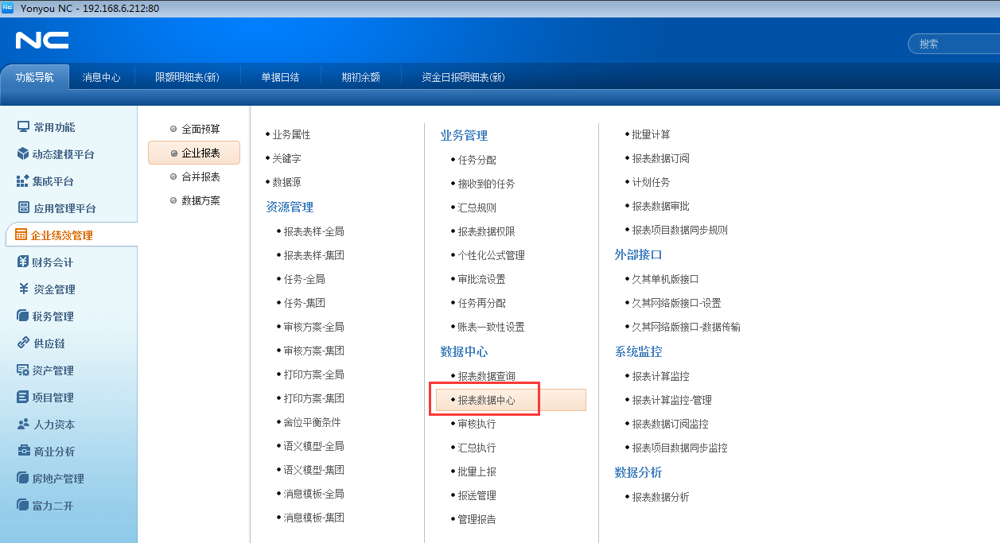 Yonyou NC - 192.168.6.212:80
NC
搜索
功能导航
消息中心
限额明细表(新)
单据日结
期初余额
资金日报明细表(新)
常用功能
动态建模平台
集成平台
应用管理平台
企业绩效管理
财务会计
资金管理
税务管理
供应链
资产管理
项目管理
人力资本
商业分析
房地产管理
富力二开
全面预算
企业报表
合并报表
数据方案
业务属性
关键字
数据源
资源管理
报表表样-全局
报表表样-集团
任务-全局
任务-集团
审核方案-全局
审核方案-集团
打印方案-全局
打印方案-集团
舍位平衡条件
语义模型-全局
语义模型-集团
消息模板-全局
消息模板-集团
业务管理
任务分配
接收到的任务
汇总规则
报表数据权限
个性化公式管理
审批流设置
任务再分配
账表一致性设置
数据中心
报表数据查询
报表数据中心
审核执行
汇总执行
批量上报
报送管理
管理报告
批量计算
报表数据订阅
计划任务
报表数据审批
报表项目数据同步规则
外部接口
久其单机版接口
久其网络版接口-设置
久其网络版接口-数据传输
系统监控
报表计算监控
报表计算监控-管理
报表数据订阅监控
报表项目数据同步监控
数据分析
报表数据分析